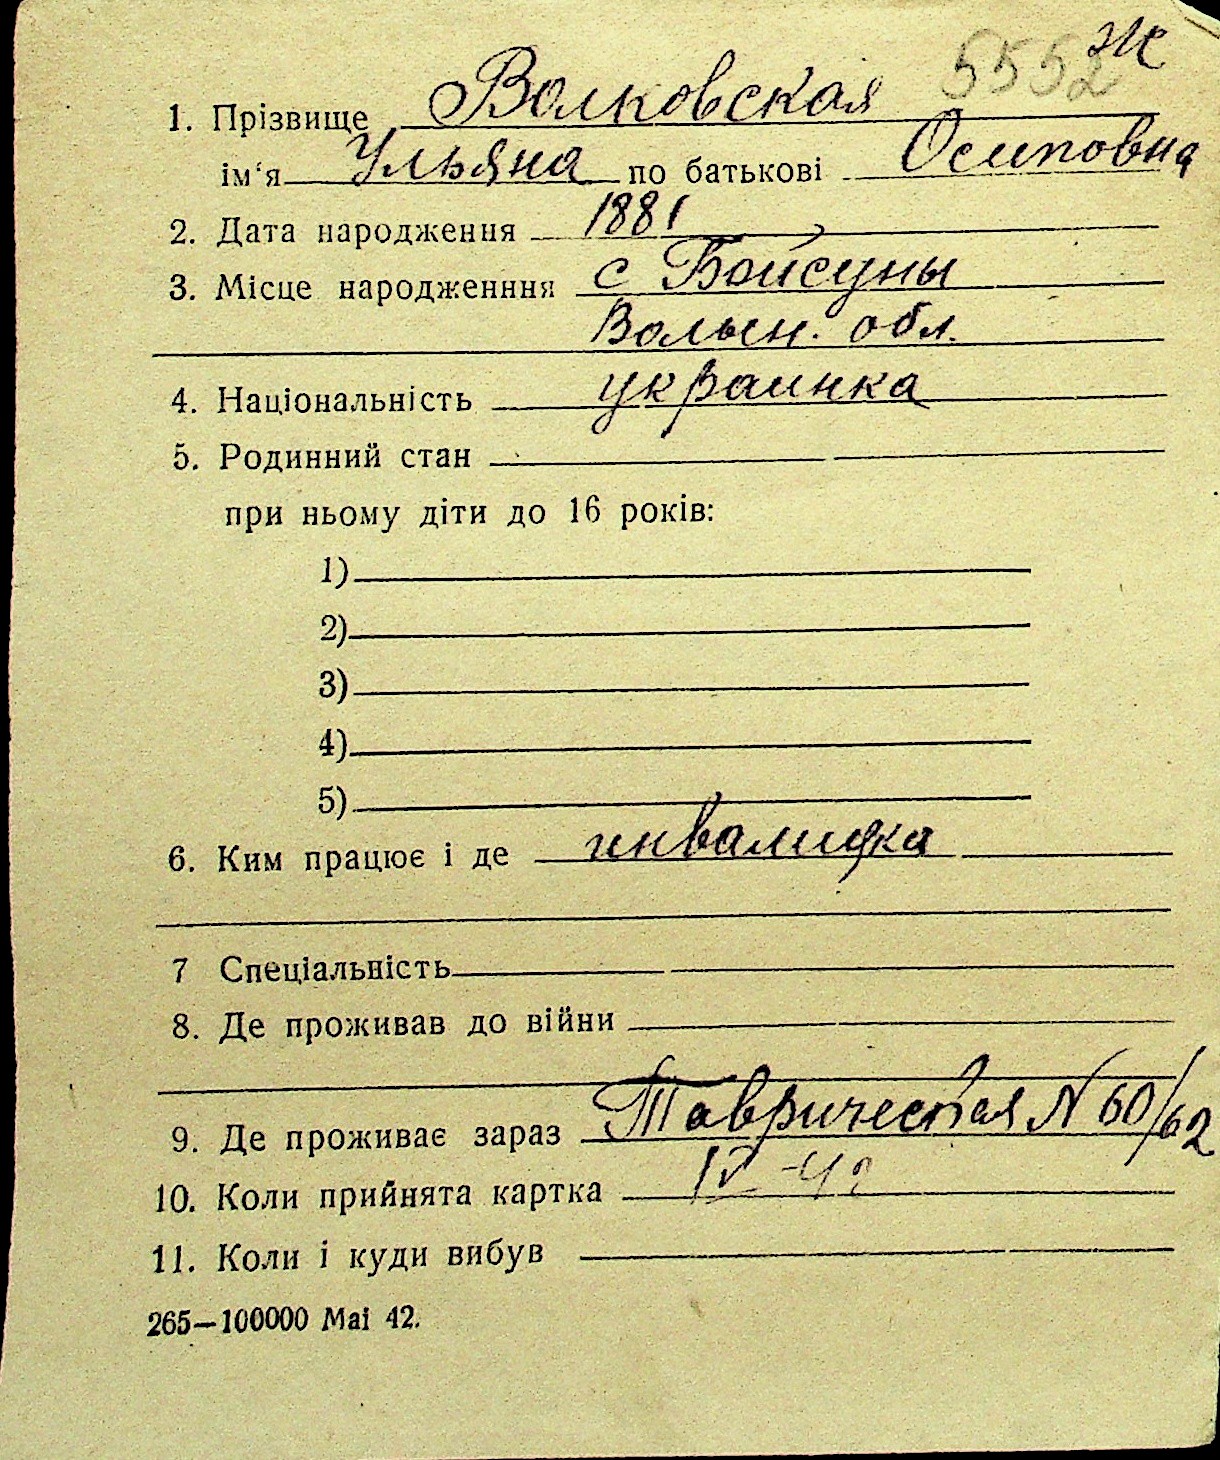 5552 Ж
1. Прізвище Волковская
ім‘я Ульяна по батькові Осиповна
2. Дата народження 1881
3. Місце народженння с Бойсуны
Волын. обл.
4. Національність украинка
5. Родинний стан
при ньому діти до 16 років:
1)
2)
3)
4)
5)
6. Ким працює і де инвалидка
7 Спеціальність
8. Де проживав до війни
9. Де проживає зараз Таврическая N 60/62
10. Коли прийнята картка
11. Коли і куди вибув
265—100000 Mai 42.